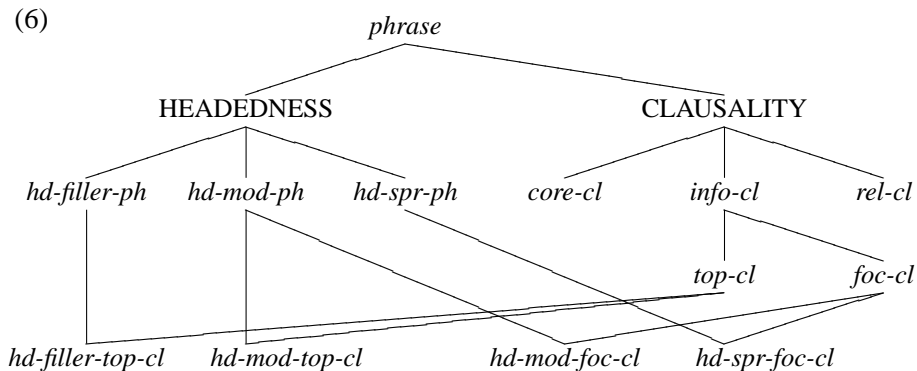 (6)
phrase
HEADEDNESS CLAUSALITY
hd-filler-ph hd-mod-ph hd-spr-ph core-cl info-cl rel-cl
top-cl foc-cl
hd-filler-top-cl hd-mod-top-cl hd-mod-foc-cl hd-spr-foc-cl